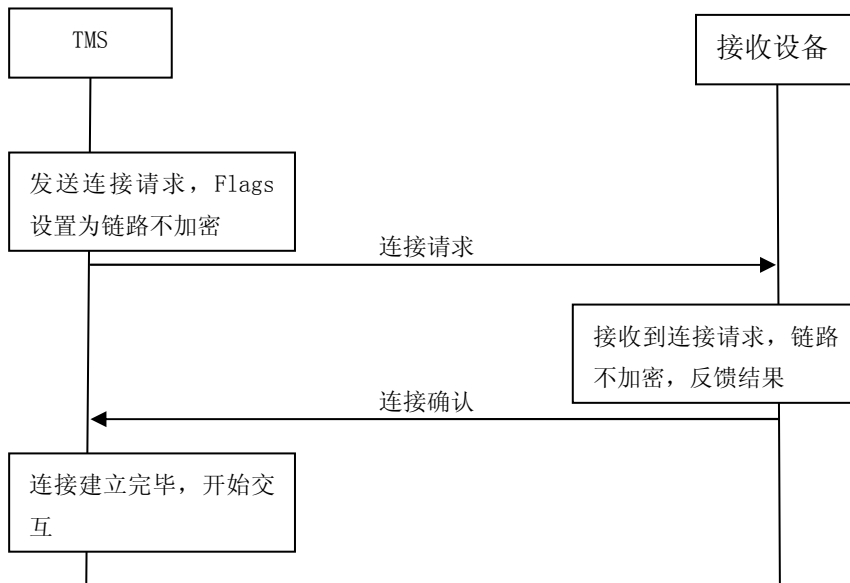 TMS
接收设备
发送连接请求，Flags
设置为链路不加密
连接请求
接收到连接请求，链路
不加密，反馈结果
连接确认
连接建立完毕，开始交
互